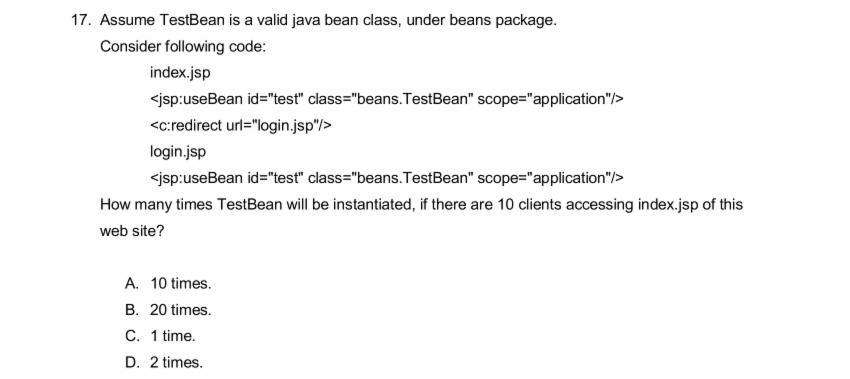 17. Assume TestBean is a valid java bean class, under beans package.
Consider following code:
index.jsp
<jsp:useBean id="test" class="beans.TestBean" scope="application"/>
<c:redirect url="login.jsp"/>
login.jsp
<jsp:useBean id="test" class="beans.TestBean" scope="application"/>
How many times TestBean will be instantiated, if there are 10 clients accessing index.jsp of this
web site?
A. 10 times.
B. 20 times.
C. 1 time.
D. 2 times.